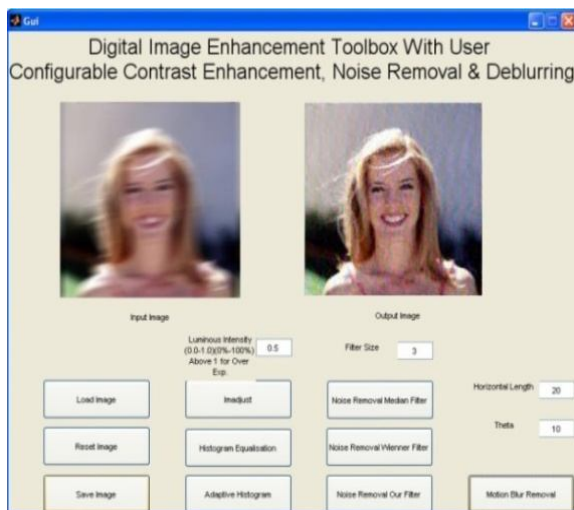 Gui
Digital Image Enhancement Toolbox With User
Configurable Contrast Enhancement, Noise Removal & Deblurring
Input Image
Output Image
Luminous Intensity
(0.0-1.0)(0%-100%)
Above 1 for Over
Exp.
0.5
Filter Size
3
Load Image
Imadjust
Noise Removal Median Filter
Horizontal Length
20
Reset Image
Histogram Equalisation
Noise Removal Wienner Filter
Theta
10
Save Image
Adaptive Histogram
Noise Removal Our Filter
Motion Blur Removal